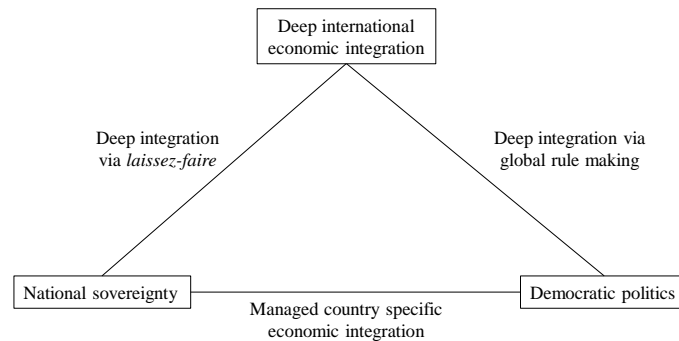 Deep international
economic integration
Deep integration
via laissez-faire
Deep integration via
global rule making
National sovereignty
Managed country specific
economic integration
Democratic politics